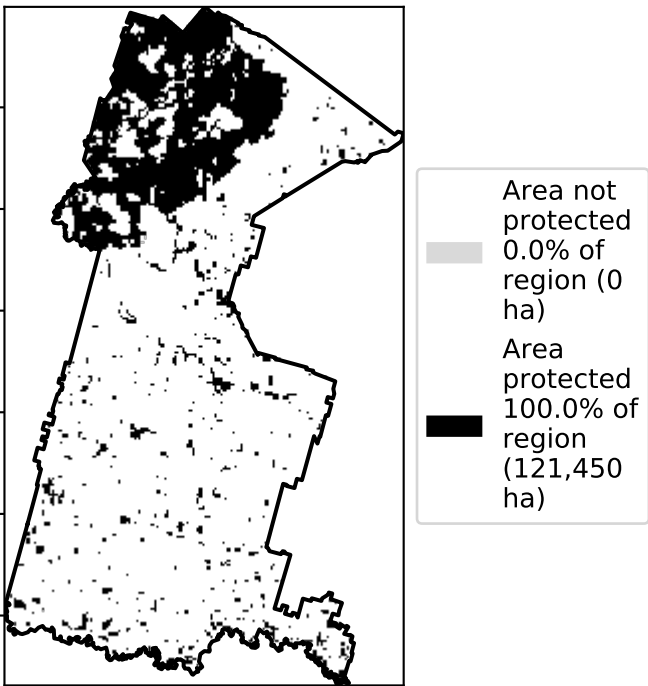 Area not
protected
0.0% of
region (0
ha)
Area
protected
100.0% of
region
(121,450
ha)